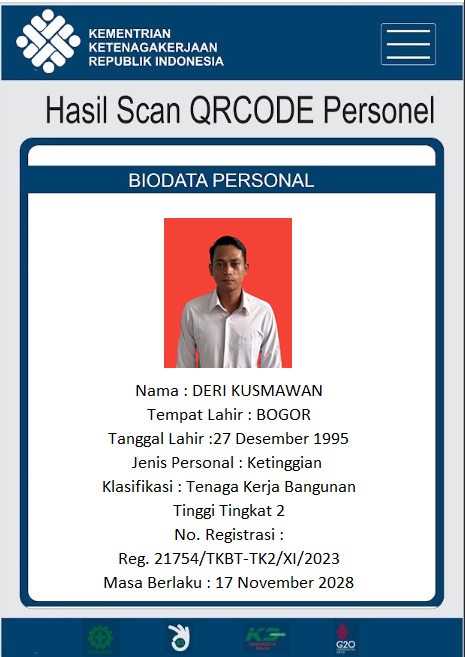 KEMENTRIAN
KETENAGAKERJAAN
REPUBLIK INDONESIA
Hasil Scan QRCODE Personel
BIODATA PERSONAL
Nama : DERI KUSMAWAN
Tempat Lahir : BOGOR
Tanggal Lahir :27 Desember 1995
Jenis Personal : Ketinggian
Klasifikasi : Tenaga Kerja Bangunan
Tinggi Tingkat 2
No. Registrasi :
Reg. 21754/TKBT-TK2/XI/2023
Masa Berlaku : 17 November 2028
G20